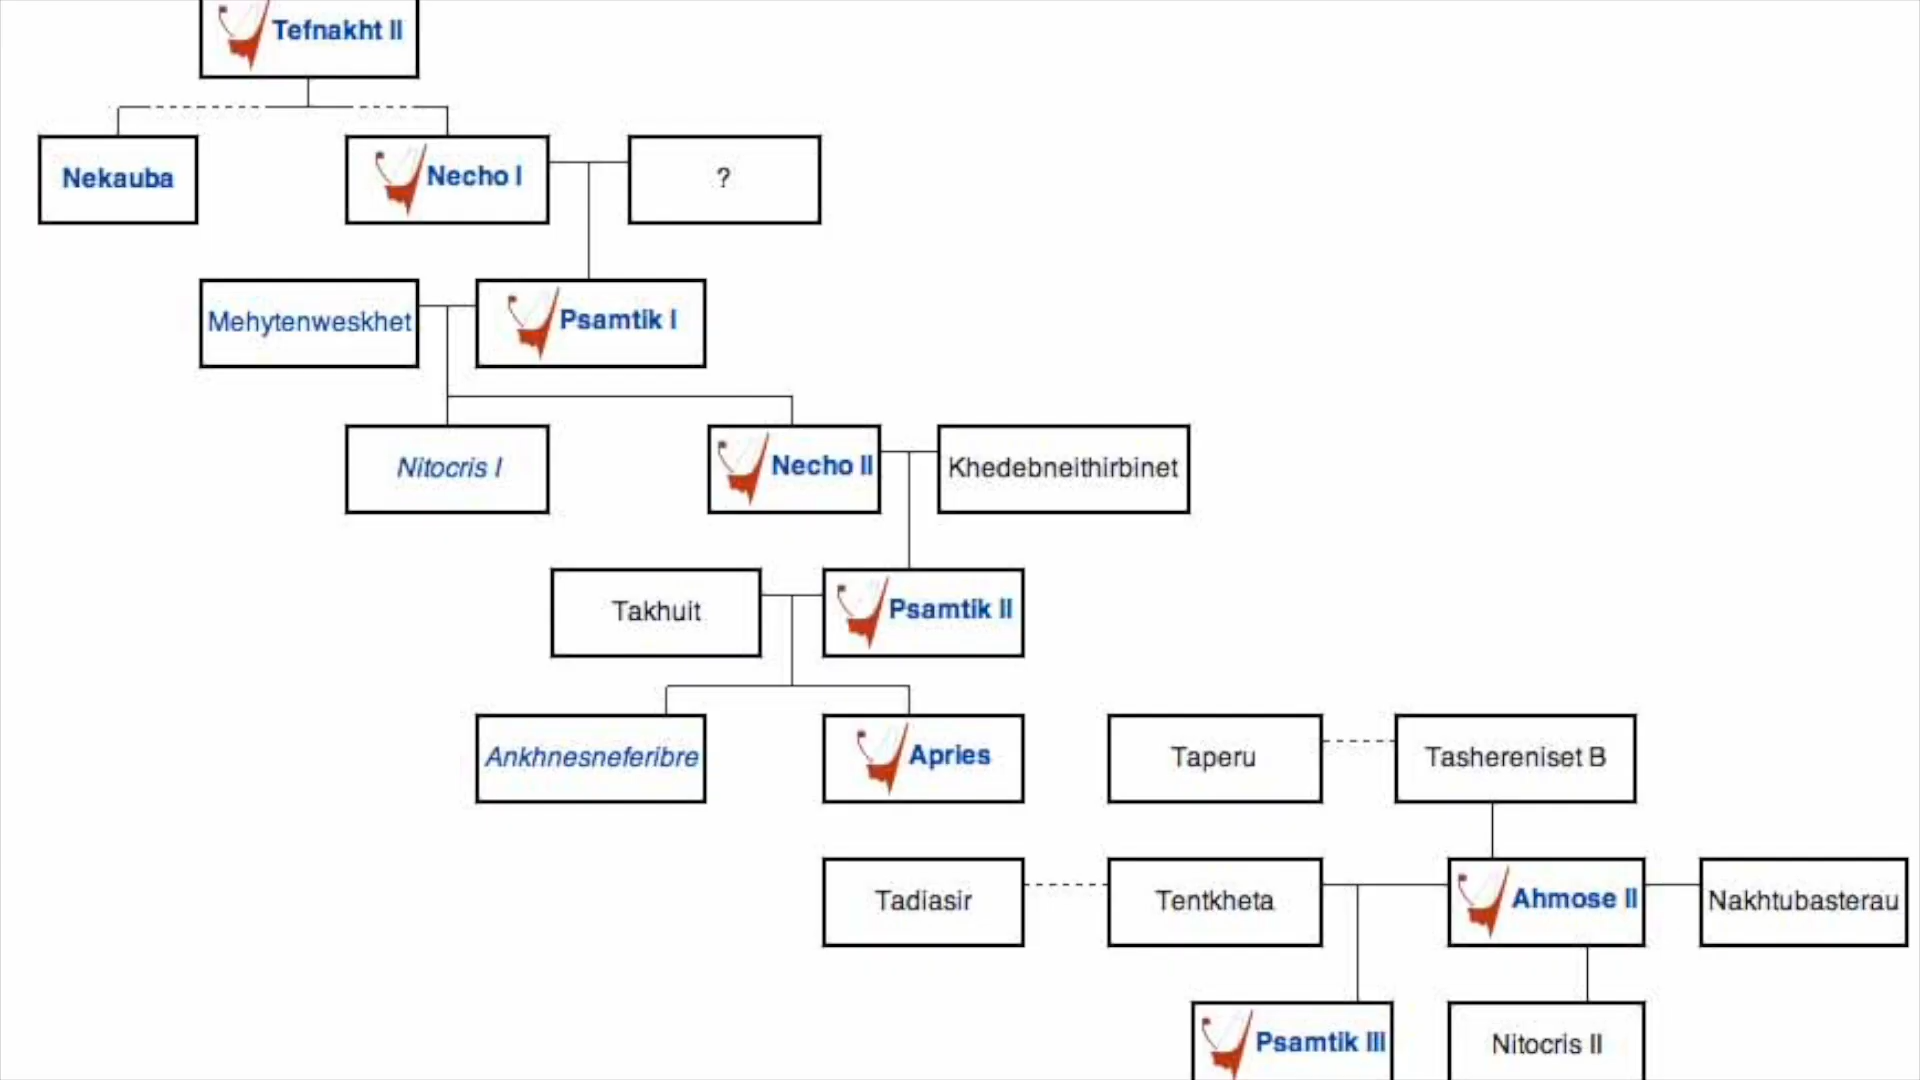 Tefnakht II
Nekauba
Necho I
?
Mehytenweskhet
Psamtik I
Nitocris I
Necho II
Khedebneithirbinet
Takhuit
Psamtik II
Ankhnesneferibre
Apries
Taperu
Tashereniset B
Tadiasir
Tentkheta
Ahmose II
Nakhtubasterau
Psamtik III
Nitocris II